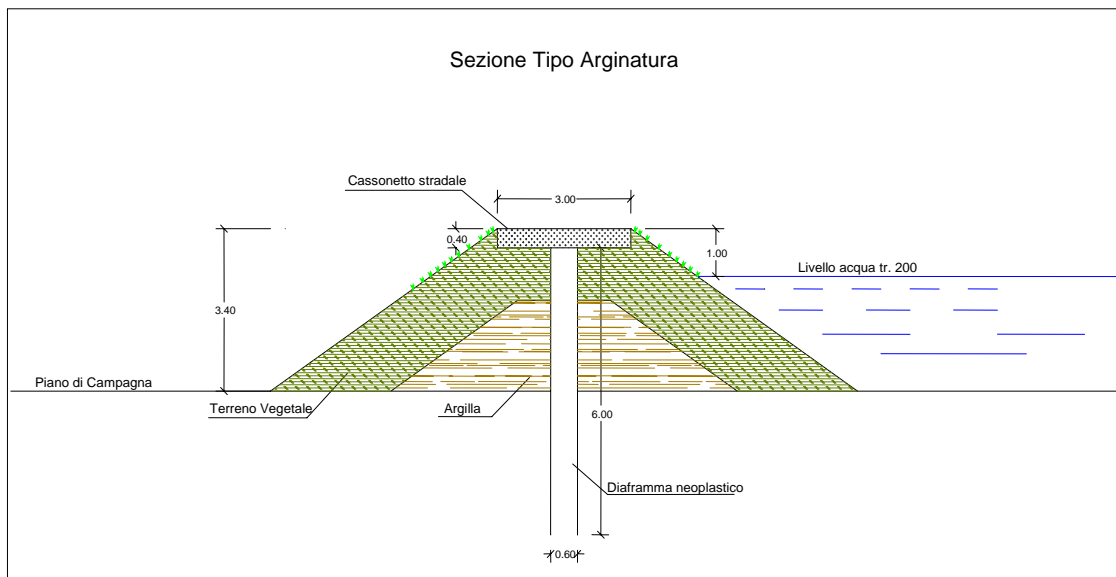 Sezione Tipo Arginatura
Cassonetto stradale
3.00
0.40
1.00
Livello acqua tr. 200
3.40
Piano di Campagna
Terreno Vegetale
Argilla
6.00
Diaframma neoplastico
0.60